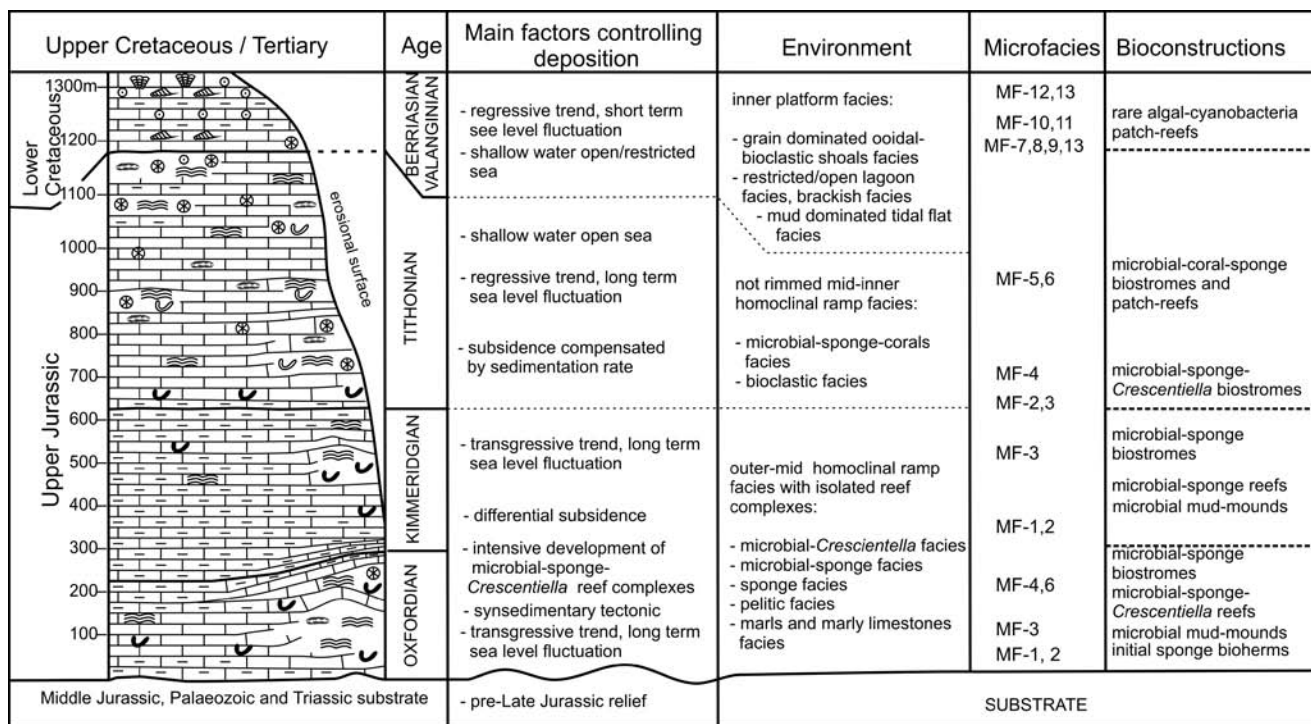 Upper Cretaceous / Tertiary
Age
Main factors controlling
deposition
Environment
Microfacies
Bioconstructions
Lower
Cretaceous
Upper Jurassic
1300m
1200
1100
1000
900
800
700
600
500
400
300
200
100
erosional surface
BERRIASIAN
VALANGINIAN
TITHONIAN
KIMMERIDGIAN
OXFORDIAN
- regressive trend, short term
see level fluctuation
- shallow water open/restricted
sea
- shallow water open sea
- regressive trend, long term
sea level fluctuation
- subsidence compensated
by sedimentation rate
- transgressive trend, long term
sea level fluctuation
- differential subsidence
- intensive development of
microbial-sponge-
Crescentiella reef complexes
- synsedimentary tectonic
- transgressive trend, long term
sea level fluctuation
inner platform facies:
- grain dominated ooidal-
bioclastic shoals facies
- restricted/open lagoon
facies, brackish facies
- mud dominated tidal flat
facies
not rimmed mid-inner
homoclinal ramp facies:
- microbial-sponge-corals
facies
- bioclastic facies
outer-mid homoclinal ramp
facies with isolated reef
complexes:
- microbial-Crescientella facies
- microbial-sponge facies
- sponge facies
- pelitic facies
- marls and marly limestones
facies
MF-12,13
MF-10,11
MF-7,8,9,13
MF-5,6
MF-4
MF-2,3
MF-3
MF-1,2
MF-4,6
MF-3
MF-1, 2
rare algal-cyanobacteria
patch-reefs
microbial-coral-sponge
biostromes and
patch-reefs
microbial-sponge-
Crescentiella biostromes
microbial-sponge
biostromes
microbial-sponge reefs
microbial mud-mounds
microbial-sponge
biostromes
microbial-sponge-
Crescentiella reefs
microbial mud-mounds
initial sponge bioherms
Middle Jurassic, Palaeozoic and Triassic substrate
- pre-Late Jurassic relief
SUBSTRATE